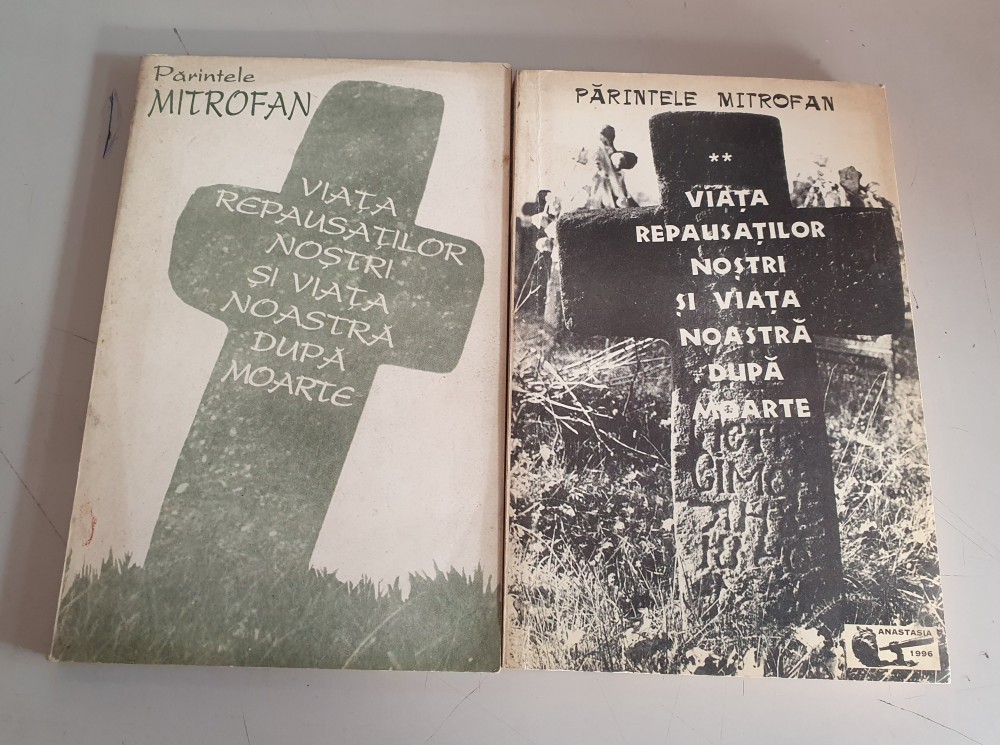 Părintele
MITROFAN
VIAȚA
REPAUSAȚILOR
NOȘTRI
ȘI VIAȚA
NOASTRĂ
DUPĂ
MOARTE
PĂRINTELE MITROFAN
**
VIAȚA
REPAUSAȚILOR
NOȘTRI
ȘI VIAȚA
NOASTRĂ
DUPĂ
MOARTE
ANASTASIA
1996